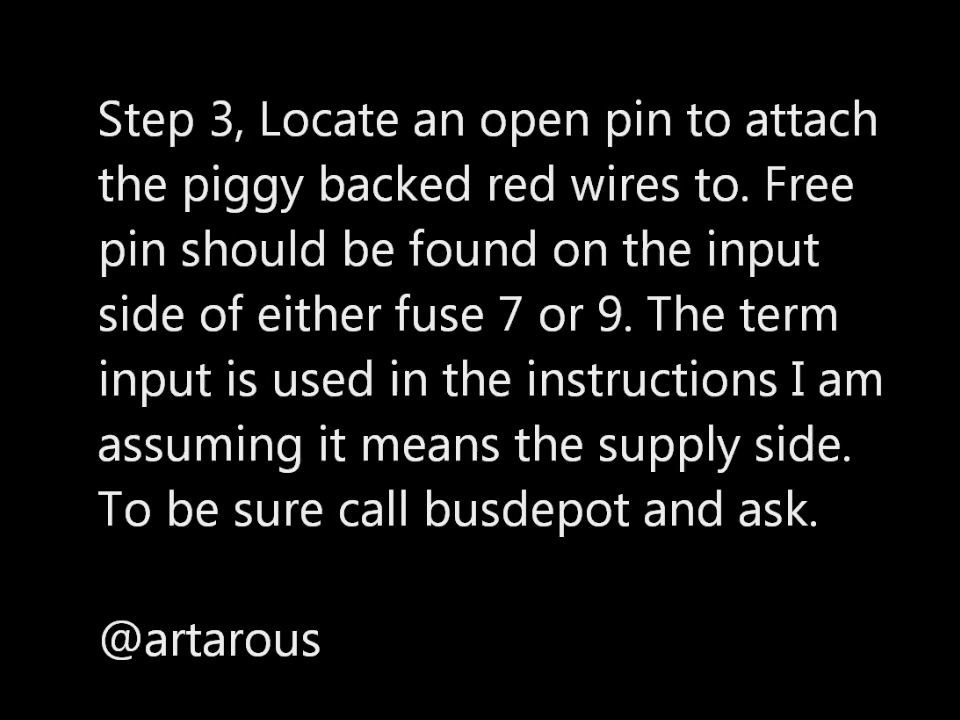 Step 3, Locate an open pin to attach
the piggy backed red wires to. Free
pin should be found on the input
side of either fuse 7 or 9. The term
input is used in the instructions I am
assuming it means the supply side.
To be sure call busdepot and ask.
@artarous